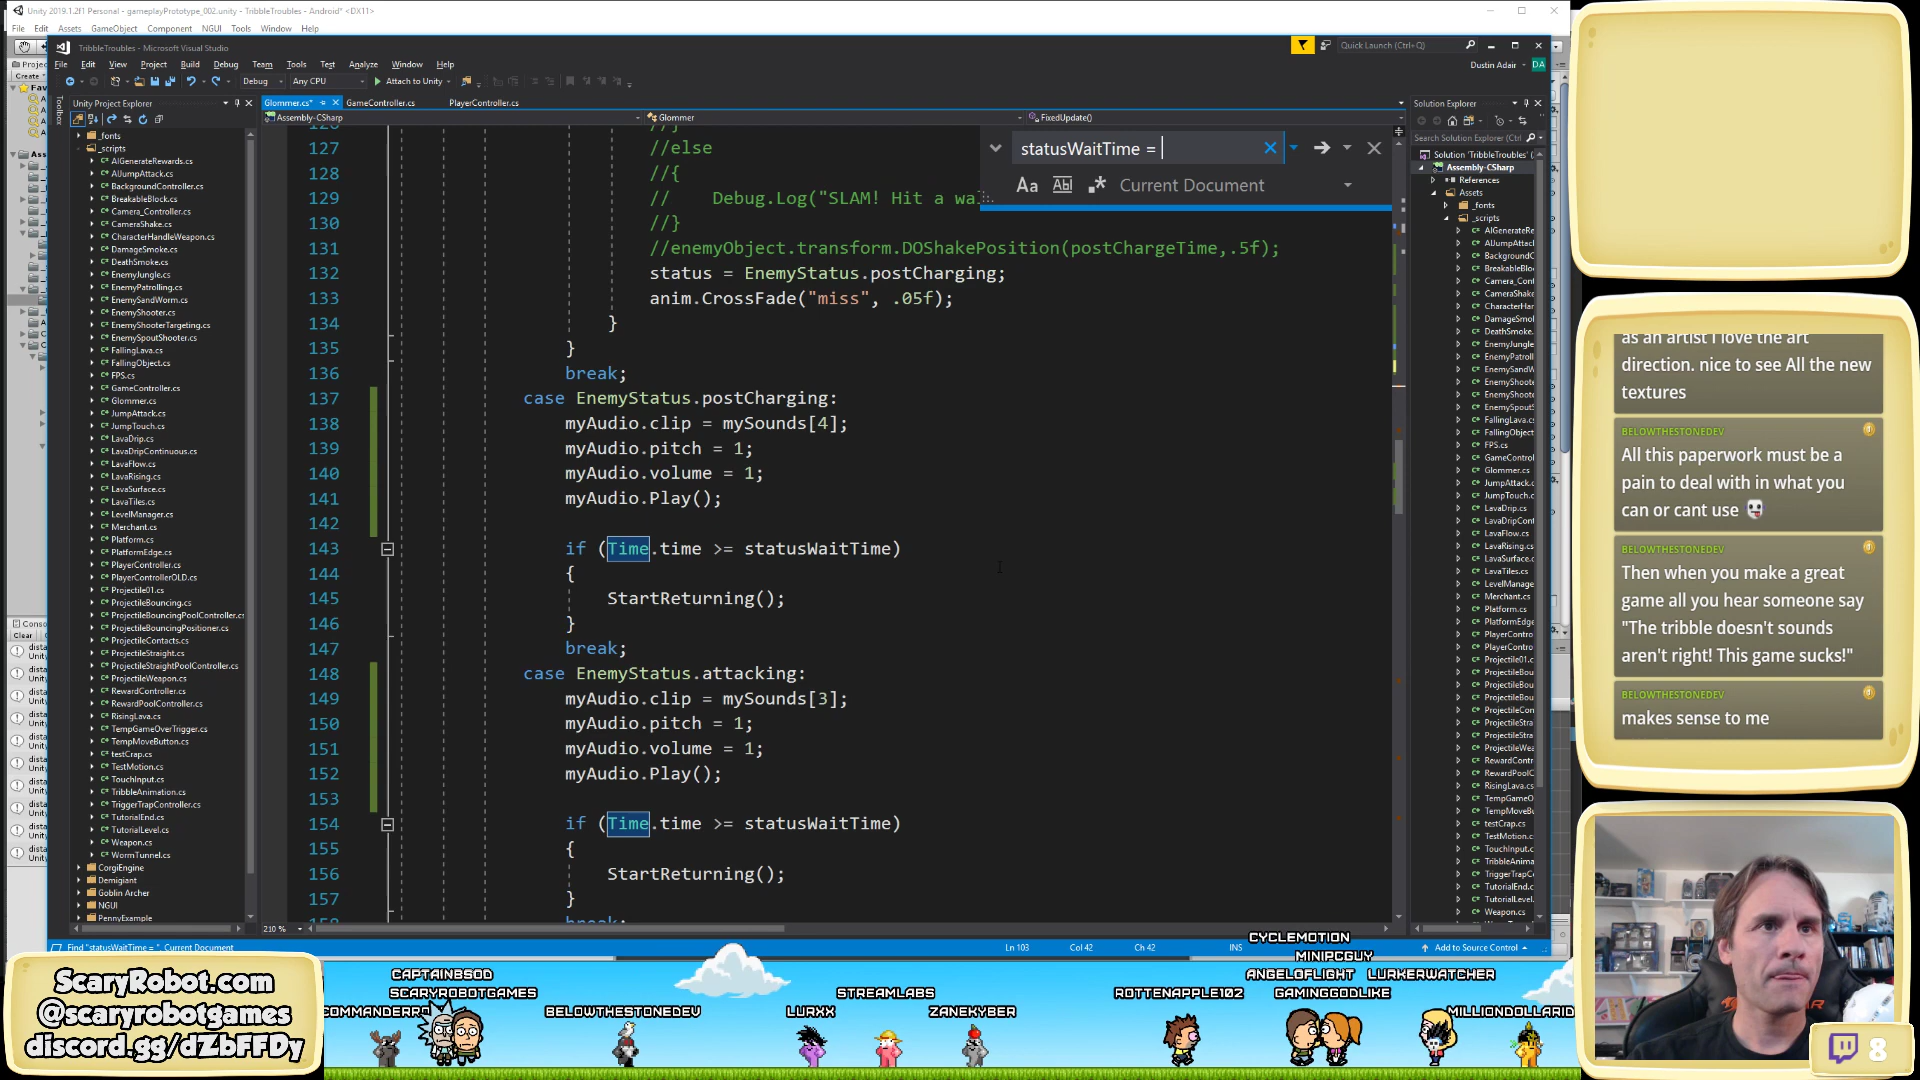 Unity 2019.1.2f1 Personal - gameplayPrototype_002.unity - TribbleTroubles - Android* <DX11>
File Edit Assets GameObject Component NGUI Tools Window Help
TribbleTroubles - Microsoft Visual Studio
Quick Launch (Ctrl+Q)
File Edit View Project Build Debug Team Tools Test Analyze Window Help
Dustin Adair DA
Debug Any CPU Attach to Unity
Unity Project Explorer
Glommer.cs* GameController.cs PlayerController.cs
Assembly-CSharp Glommer FixedUpdate()
_fonts
_scripts
AIGenerateRewards.cs
AIJumpAttack.cs
BackgroundController.cs
BreakableBlock.cs
Camera_Controller.cs
CameraShake.cs
CharacterHandleWeapon.cs
DamageSmoke.cs
DeathSmoke.cs
EnemyJungle.cs
EnemyPatrolling.cs
EnemySandWorm.cs
EnemyShooter.cs
EnemyShooterTargeting.cs
EnemySpoutShooter.cs
FallingLava.cs
FallingObject.cs
FPS.cs
GameController.cs
Glommer.cs
JumpAttack.cs
JumpTouch.cs
LavaDrip.cs
LavaDripContinuous.cs
LavaFlow.cs
LavaRising.cs
LavaSurface.cs
LavaTiles.cs
LevelManager.cs
Merchant.cs
Platform.cs
PlatformEdge.cs
PlayerController.cs
PlayerControllerOLD.cs
Projectile01.cs
ProjectileBouncing.cs
ProjectileBouncingPoolController.cs
ProjectileBouncingPositioner.cs
ProjectileContacts.cs
ProjectileStraight.cs
ProjectileStraightPoolController.cs
ProjectileWeapon.cs
RewardController.cs
RewardPoolController.cs
RisingLava.cs
TempGameOverTrigger.cs
TempMoveButton.cs
testCrap.cs
TestMotion.cs
TouchInput.cs
TribbleAnimation.cs
TriggerTrapController.cs
TutorialEnd.cs
TutorialLevel.cs
Weapon.cs
WormTunnel.cs
CorgiEngine
Demigiant
Goblin Archer
NGUI
PennyExample
statusWaitTime =
Aa Current Document
127 //else
128 //{
129 // Debug.Log("SLAM! Hit a wa
130 //}
131 //enemyObject.transform.DOShakePosition(postChargeTime,.5f);
132 status = EnemyStatus.postCharging;
133 anim.CrossFade("miss", .05f);
134 }
135 }
136 break;
137 case EnemyStatus.postCharging:
138 myAudio.clip = mySounds[4];
139 myAudio.pitch = 1;
140 myAudio.volume = 1;
141 myAudio.Play();
142
143 if (Time.time >= statusWaitTime)
144 {
145 StartReturning();
146 }
147 break;
148 case EnemyStatus.attacking:
149 myAudio.clip = mySounds[3];
150 myAudio.pitch = 1;
151 myAudio.volume = 1;
152 myAudio.Play();
153
154 if (Time.time >= statusWaitTime)
155 {
156 StartReturning();
157 }
210 %
Find "statusWaitTime = ", Current Document
Ln 103 Col 42 Ch 42 INS
Add to Source Control
Solution Explorer
Search Solution Explorer (Ctrl
Solution 'TribbleTroubles' (
Assembly-CSharp
References
Assets
_fonts
_scripts
as an artist I love the art
direction. nice to see All the new
textures
BELOWTHESTONEDEV
All this paperwork must be a
pain to deal with in what you
can or cant use
BELOWTHESTONEDEV
Then when you make a great
game all you hear someone say
"The tribble doesn't sounds
aren't right! This game sucks!"
BELOWTHESTONEDEV
makes sense to me
ScaryRobot.com
@scaryrobotgames
discord.gg/dZbFFDy
CAPTAINBSOD
SCARYROBOTGAMES
COMMANDERRO
BELOWTHESTONEDEV
LURXX
STREAMLABS
ZANEKYBER
ROTTENAPPLE102
CYCLEMOTION
MINIPCGUY
ANGELOFLIGHT LURKERWATCHER
GAMINGGODLIKE
MILLIONDOLLARID
8